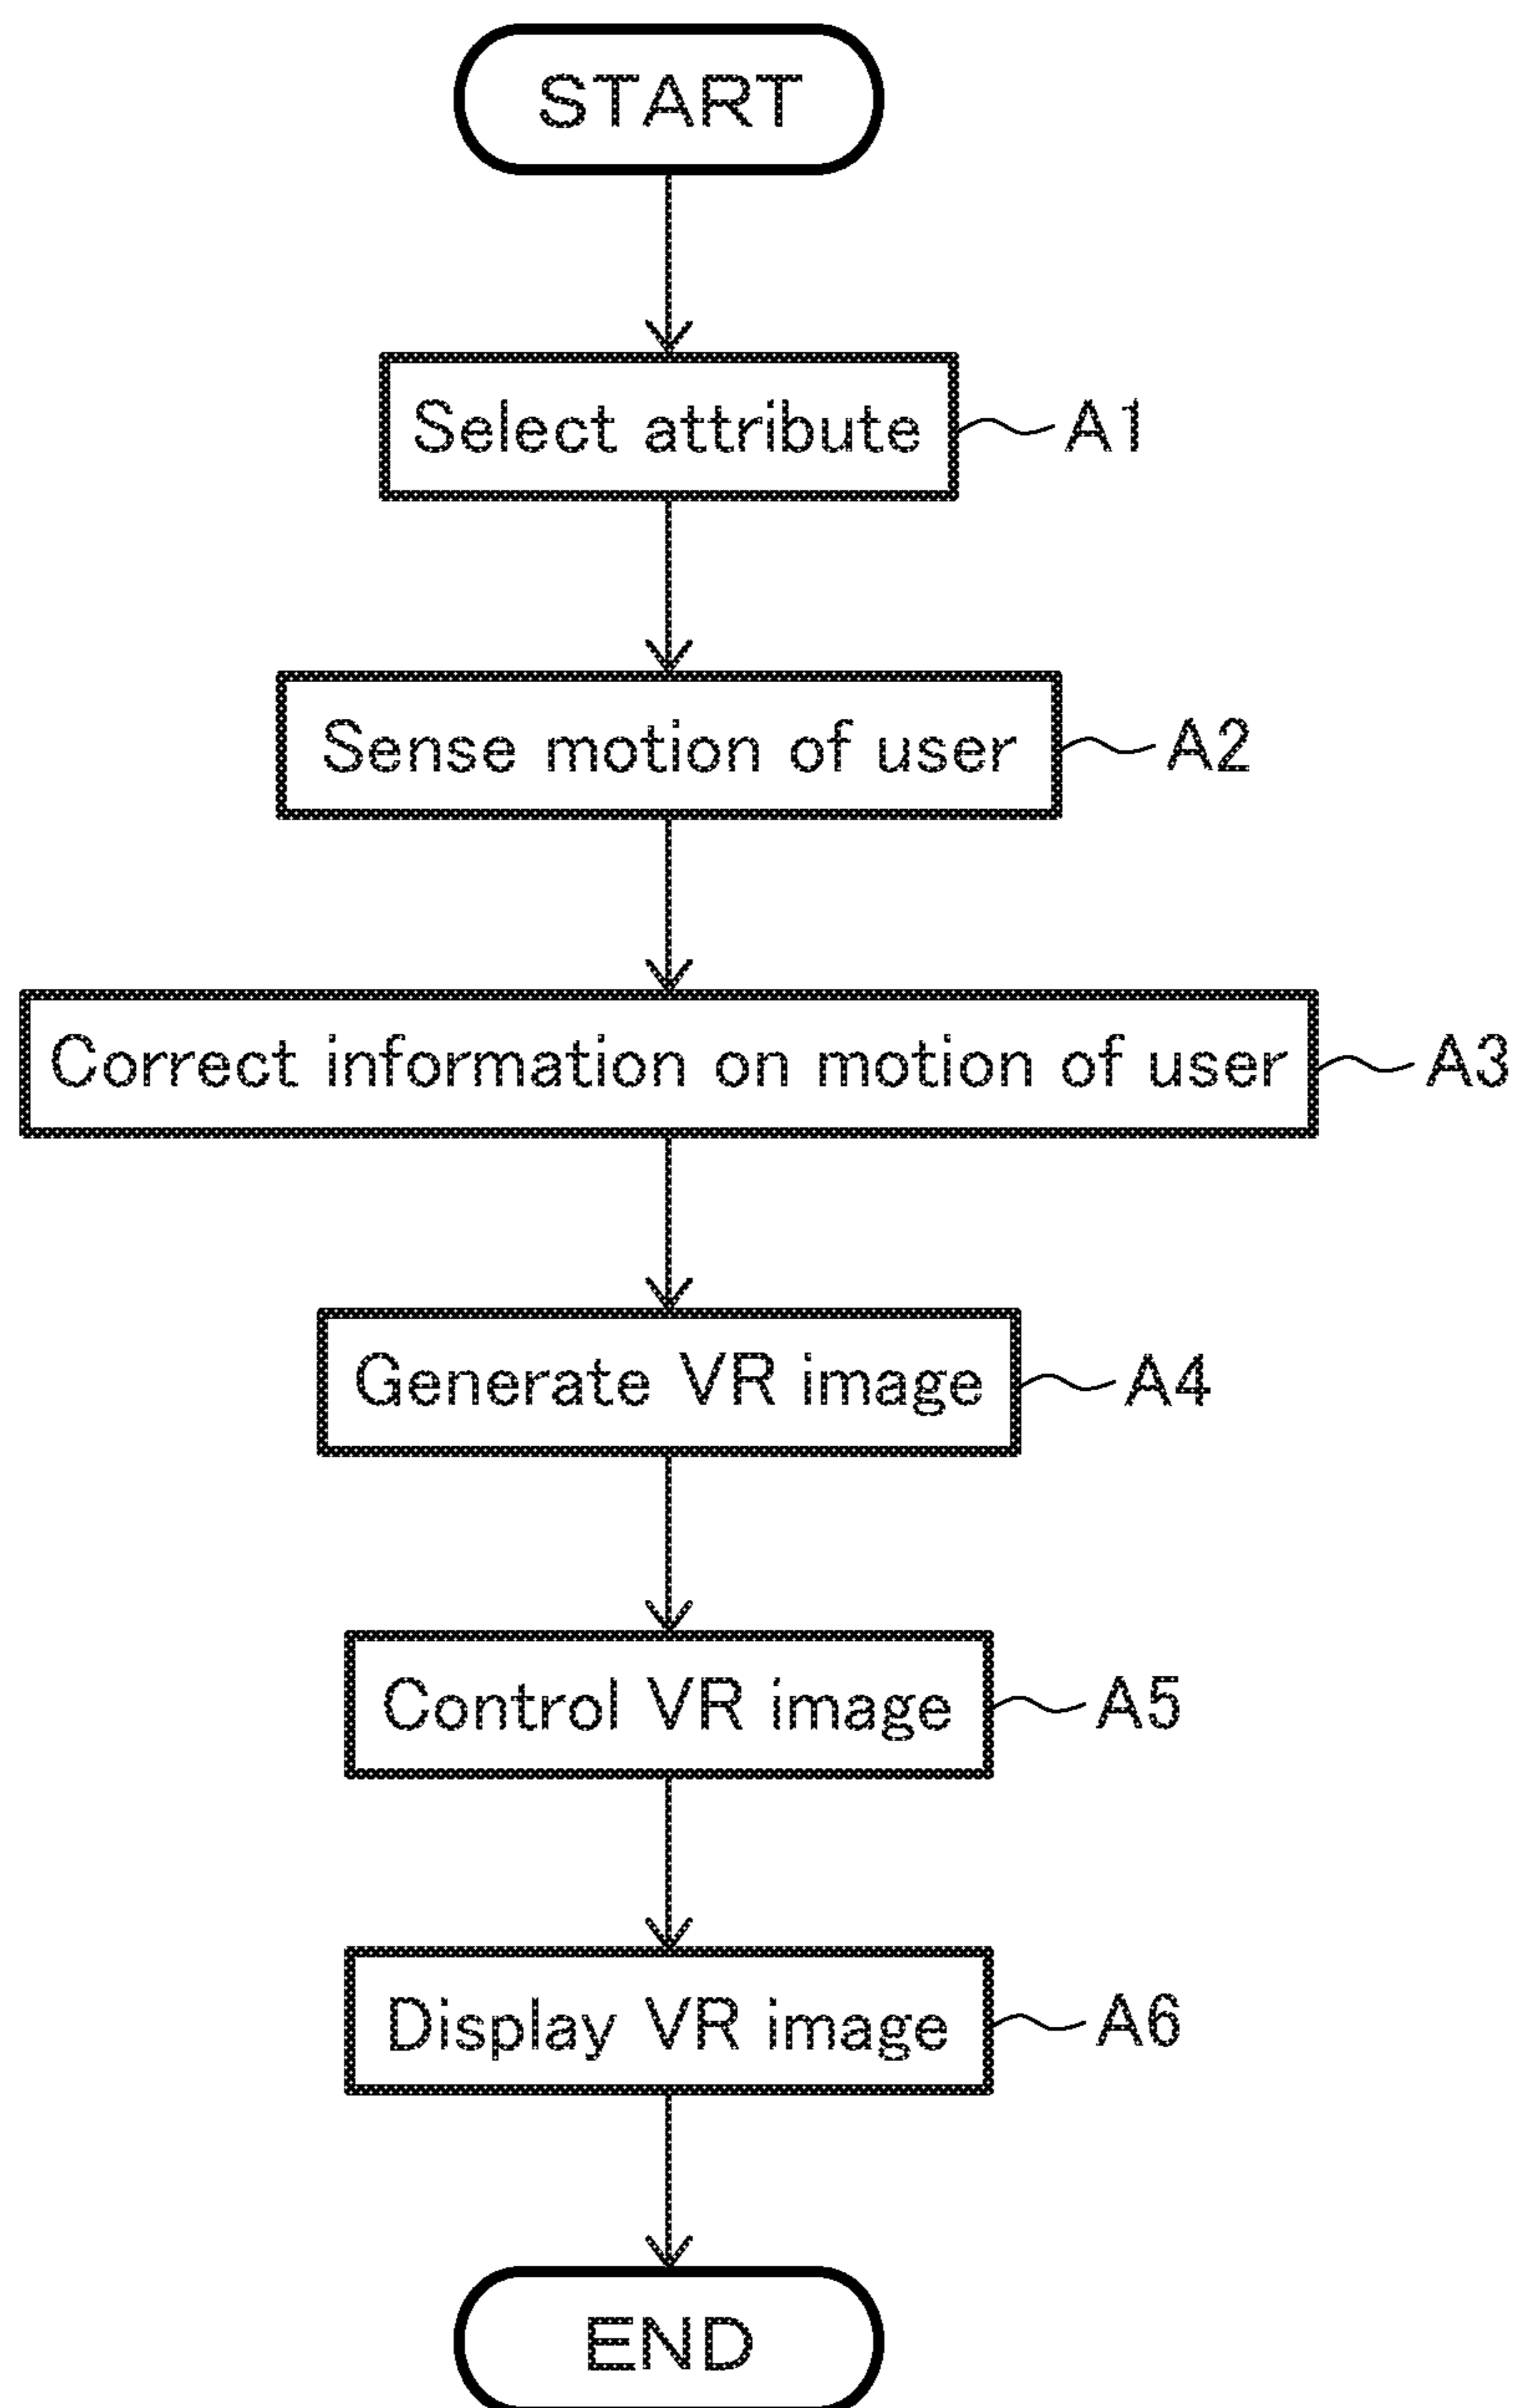 START
Select attribute A1
Sense motion of user A2
Correct information on motion of user A3
Generate VR image A4
Control VR image A5
Display VR image A6
END